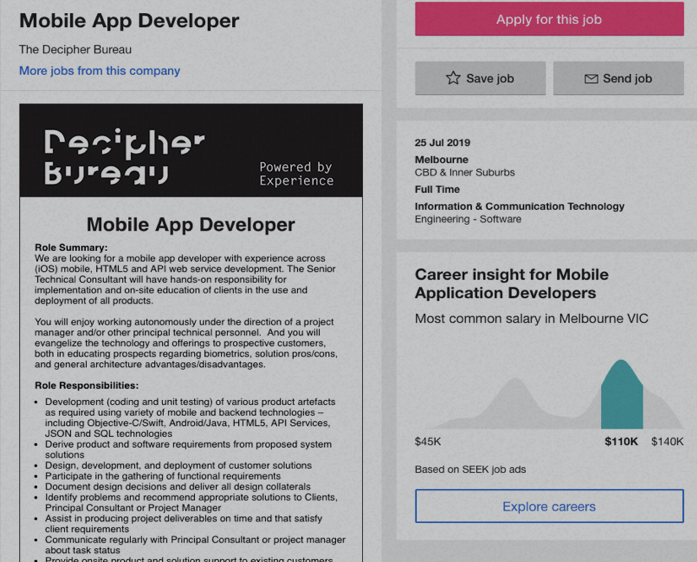 Mobile App Developer
The Decipher Bureau
More jobs from this company
Decipher
Bureau
Powered by
Experience
Mobile App Developer
Role Summary:
We are looking for a mobile app developer with experience across
(iOS) mobile, HTML5 and API web service development. The Senior
Technical Consultant will have hands-on responsibility for
implementation and on-site education of clients in the use and
deployment of all products.
You will enjoy working autonomously under the direction of a project
manager and/or other principal technical personnel.  And you will
evangelize the technology and offerings to prospective customers,
both in educating prospects regarding biometrics, solution pros/cons,
and general architecture advantages/disadvantages.
Role Responsibilities:
• Development (coding and unit testing) of various product artefacts
as required using variety of mobile and backend technologies –
including Objective-C/Swift, Android/Java, HTML5, API Services,
JSON and SQL technologies
• Derive product and software requirements from proposed system
solutions
• Design, development, and deployment of customer solutions
• Participate in the gathering of functional requirements
• Document design decisions and deliver all design collaterals
• Identify problems and recommend appropriate solutions to Clients,
Principal Consultant or Project Manager
• Assist in producing project deliverables on time and that satisfy
client requirements
• Communicate regularly with Principal Consultant or project manager
about task status
• Provide onsite product and solution support to existing customers
Apply for this job
Save job
Send job
25 Jul 2019
Melbourne
CBD & Inner Suburbs
Full Time
Information & Communication Technology
Engineering - Software
Career insight for Mobile
Application Developers
Most common salary in Melbourne VIC
$45K
$110K
$140K
Based on SEEK job ads
Explore careers